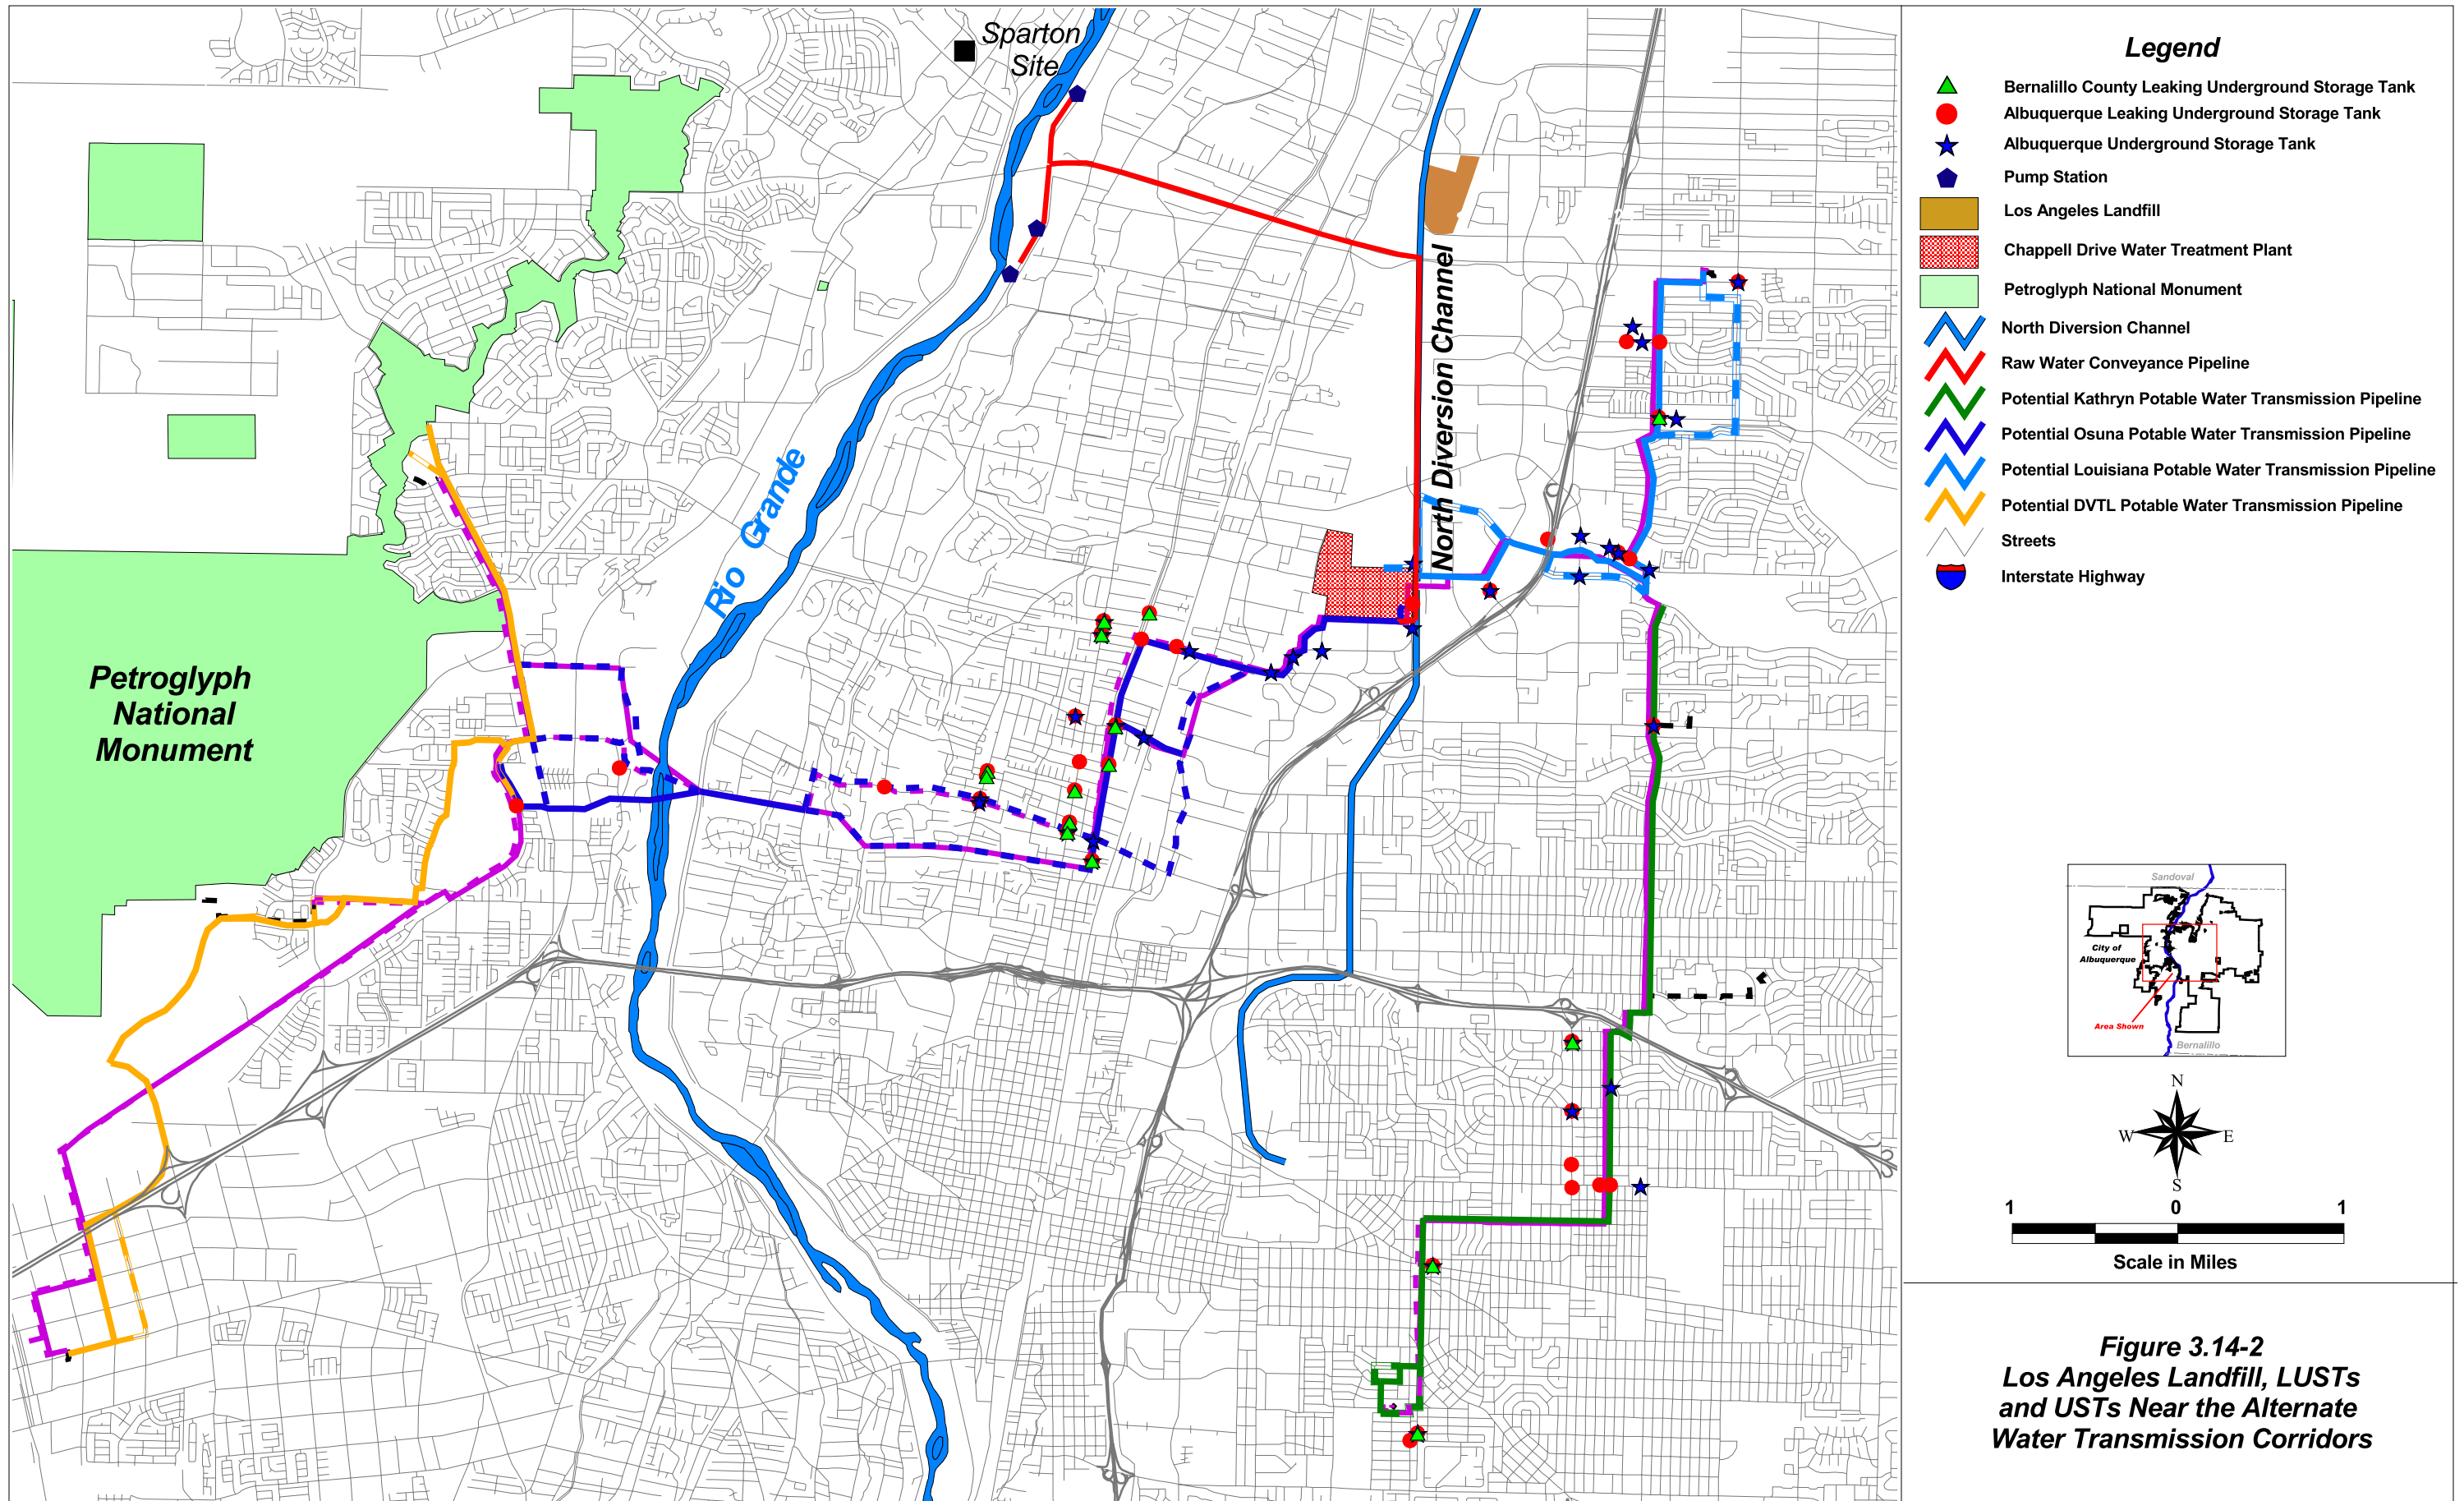 Sparton
Site
Rio Grande
North Diversion Channel
Petroglyph
National
Monument
Legend
Bernalillo County Leaking Underground Storage Tank
Albuquerque Leaking Underground Storage Tank
Albuquerque Underground Storage Tank
Pump Station
Los Angeles Landfill
Chappell Drive Water Treatment Plant
Petroglyph National Monument
North Diversion Channel
Raw Water Conveyance Pipeline
Potential Kathryn Potable Water Transmission Pipeline
Potential Osuna Potable Water Transmission Pipeline
Potential Louisiana Potable Water Transmission Pipeline
Potential DVTL Potable Water Transmission Pipeline
Streets
Interstate Highway
Sandoval
City of
Albuquerque
Area Shown
Bernalillo
N
W E
S
1 0 1
Scale in Miles
Figure 3.14-2
Los Angeles Landfill, LUSTs
and USTs Near the Alternate
Water Transmission Corridors